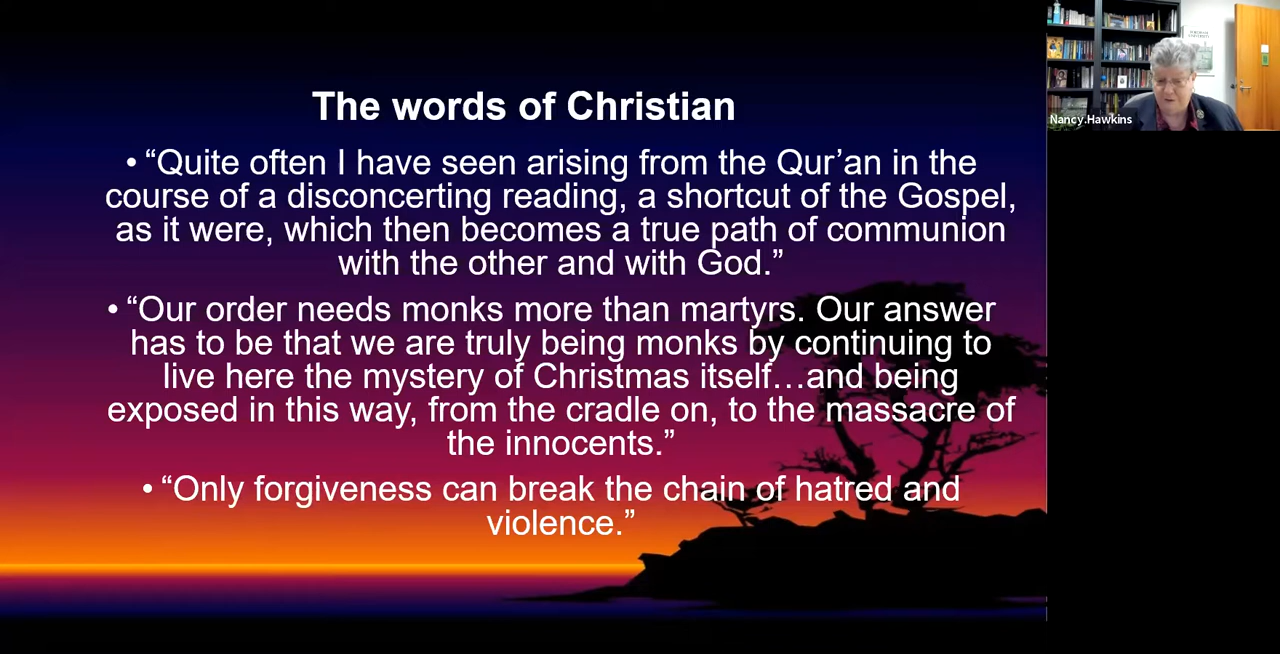 The words of Christian
• “Quite often I have seen arising from the Qur’an in the
course of a disconcerting reading, a shortcut of the Gospel,
as it were, which then becomes a true path of communion
with the other and with God.”
• “Our order needs monks more than martyrs. Our answer
has to be that we are truly being monks by continuing to
live here the mystery of Christmas itself…and being
exposed in this way, from the cradle on, to the massacre of
the innocents.”
• “Only forgiveness can break the chain of hatred and
violence.”
Nancy.Hawkins